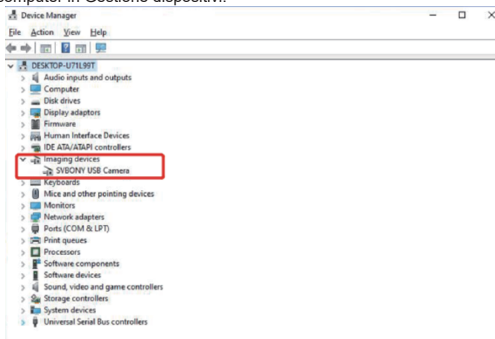 computer in Gestione dispositivi.
Device Manager
File Action View Help
DESKTOP-U71L99T
Audio inputs and outputs
Computer
Disk drives
Display adaptors
Firmware
Human Interface Devices
IDE ATA/ATAPI controllers
Imaging devices
SVBONY USB Camera
Keyboards
Mice and other pointing devices
Monitors
Network adapters
Ports (COM & LPT)
Print queues
Processors
Software components
Software devices
Sound, video and game controllers
Storage controllers
System devices
Universal Serial Bus controllers